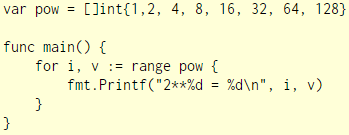 var pow = []int{1,2, 4, 8, 16, 32, 64, 128}
func main() {
    for i, v := range pow {
        fmt.Printf("2**%d = %d\n", i, v)
    }
}